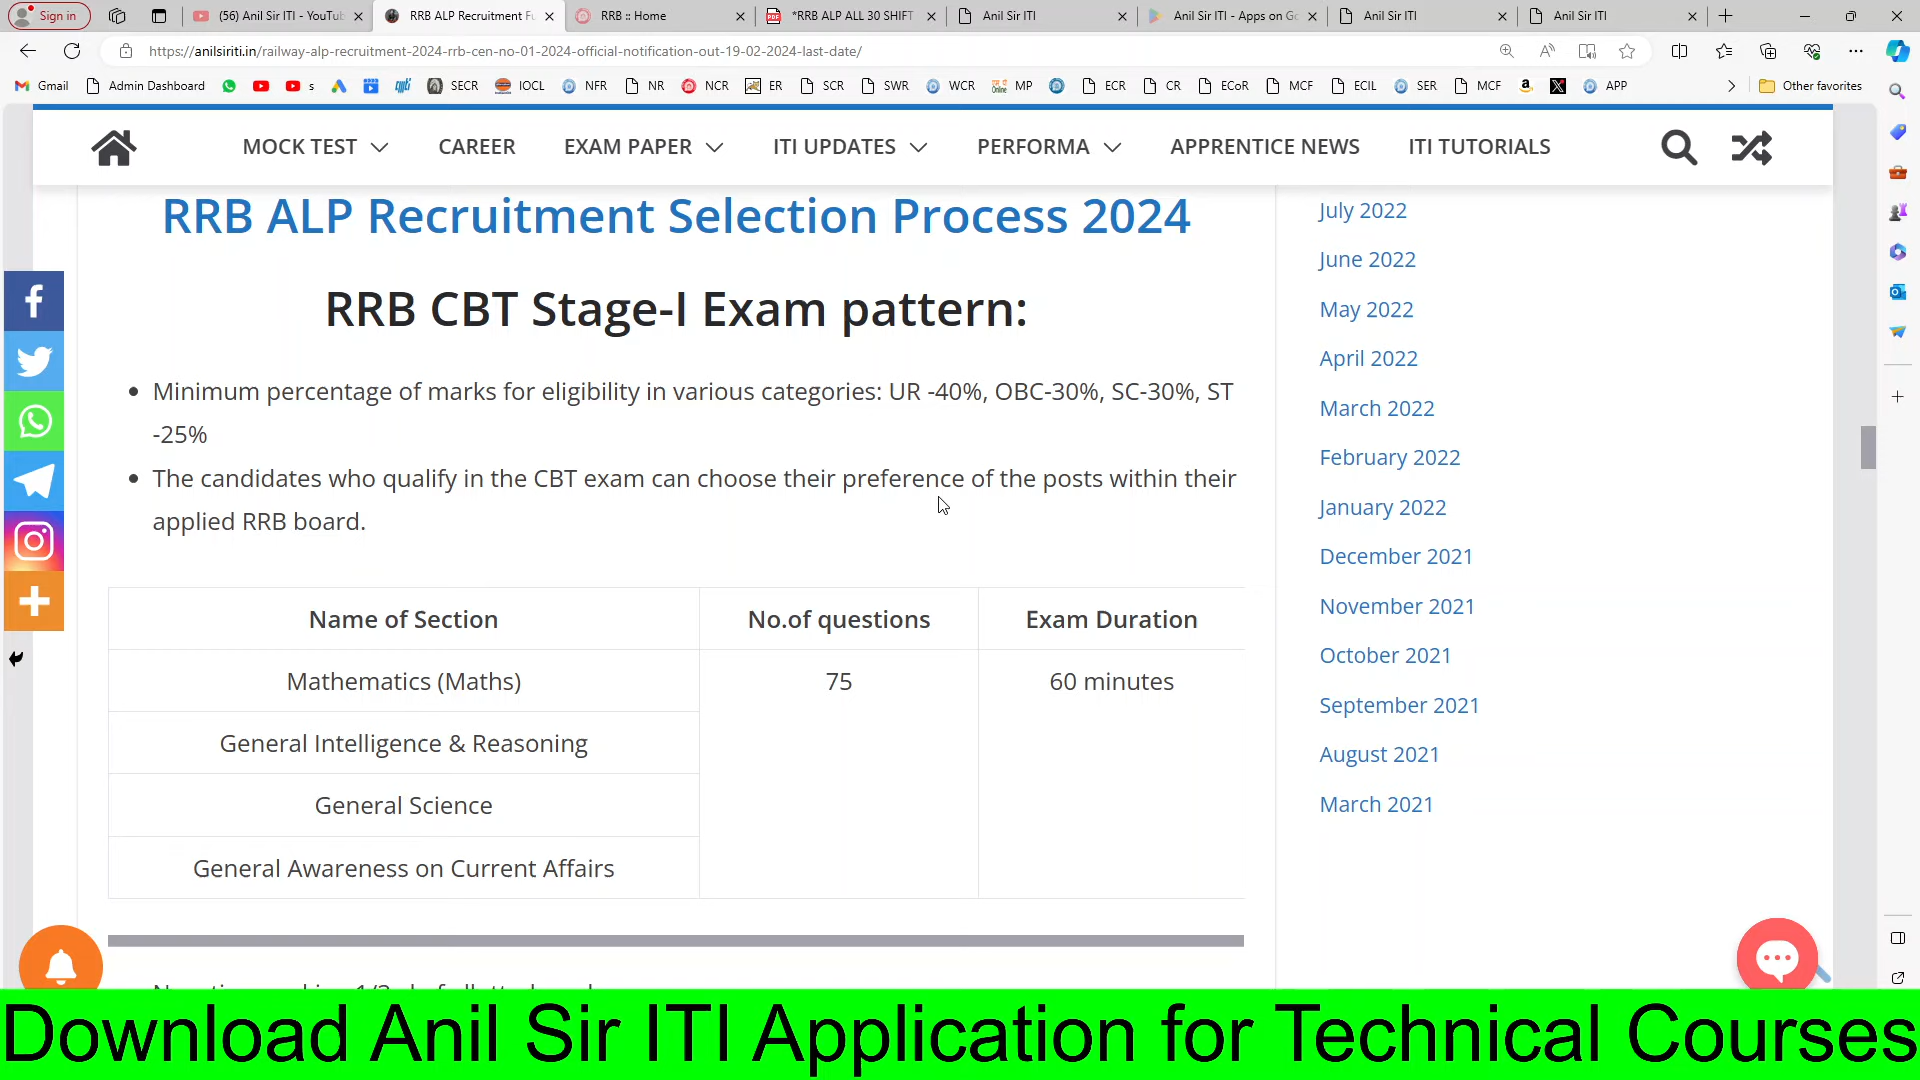 Sign in
(56) Anil Sir ITI - YouTub
RRB ALP Recruitment Fu
RRB :: Home
*RRB ALP ALL 30 SHIFT
Anil Sir ITI
Anil Sir ITI - Apps on Go
Anil Sir ITI
Anil Sir ITI
https://anilsiriti.in/railway-alp-recruitment-2024-rrb-cen-no-01-2024-official-notification-out-19-02-2024-last-date/
Gmail
Admin Dashboard
s
SECR
IOCL
NFR
NR
NCR
ER
SCR
SWR
WCR
MP
ECR
CR
ECoR
MCF
ECIL
SER
MCF
APP
Other favorites
MOCK TEST
CAREER
EXAM PAPER
ITI UPDATES
PERFORMA
APPRENTICE NEWS
ITI TUTORIALS
RRB ALP Recruitment Selection Process 2024
RRB CBT Stage-I Exam pattern:
• Minimum percentage of marks for eligibility in various categories: UR -40%, OBC-30%, SC-30%, ST
-25%
• The candidates who qualify in the CBT exam can choose their preference of the posts within their
applied RRB board.
Name of Section
No.of questions
Exam Duration
Mathematics (Maths)
75
60 minutes
General Intelligence & Reasoning
General Science
General Awareness on Current Affairs
July 2022
June 2022
May 2022
April 2022
March 2022
February 2022
January 2022
December 2021
November 2021
October 2021
September 2021
August 2021
March 2021
Download Anil Sir ITI Application for Technical Courses